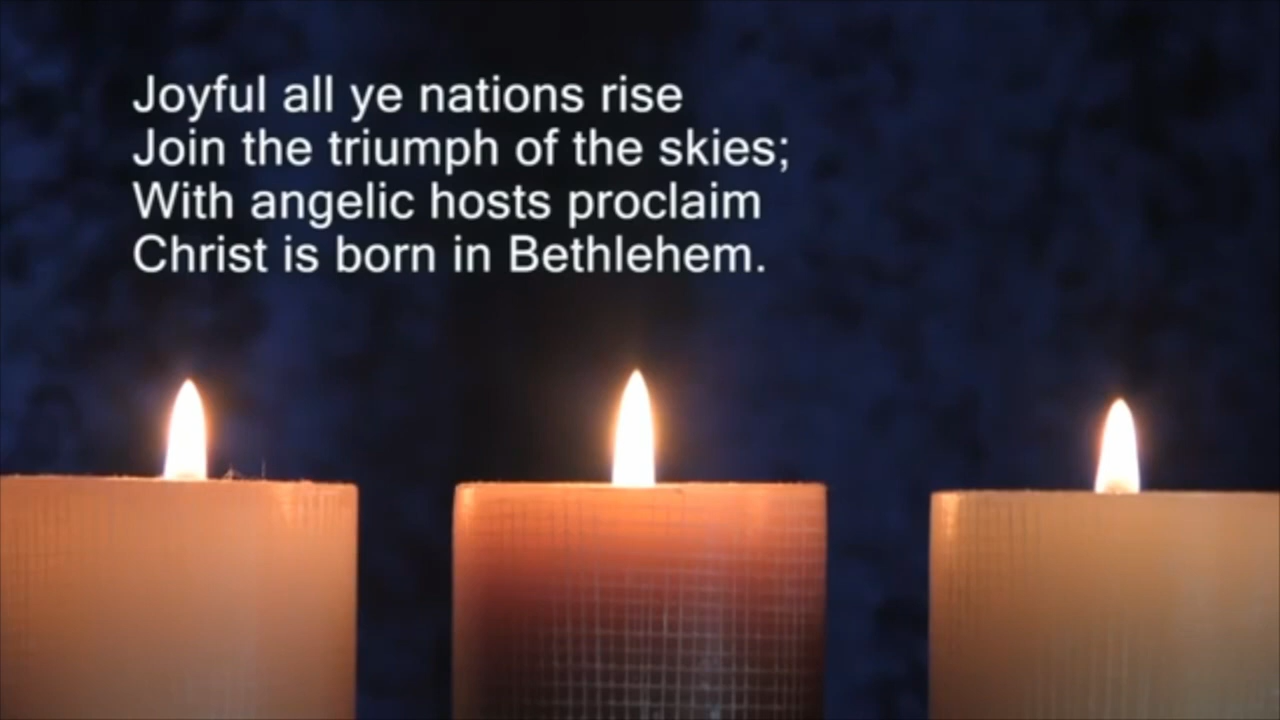 Joyful all ye nations rise
Join the triumph of the skies;
With angelic hosts proclaim
Christ is born in Bethlehem.